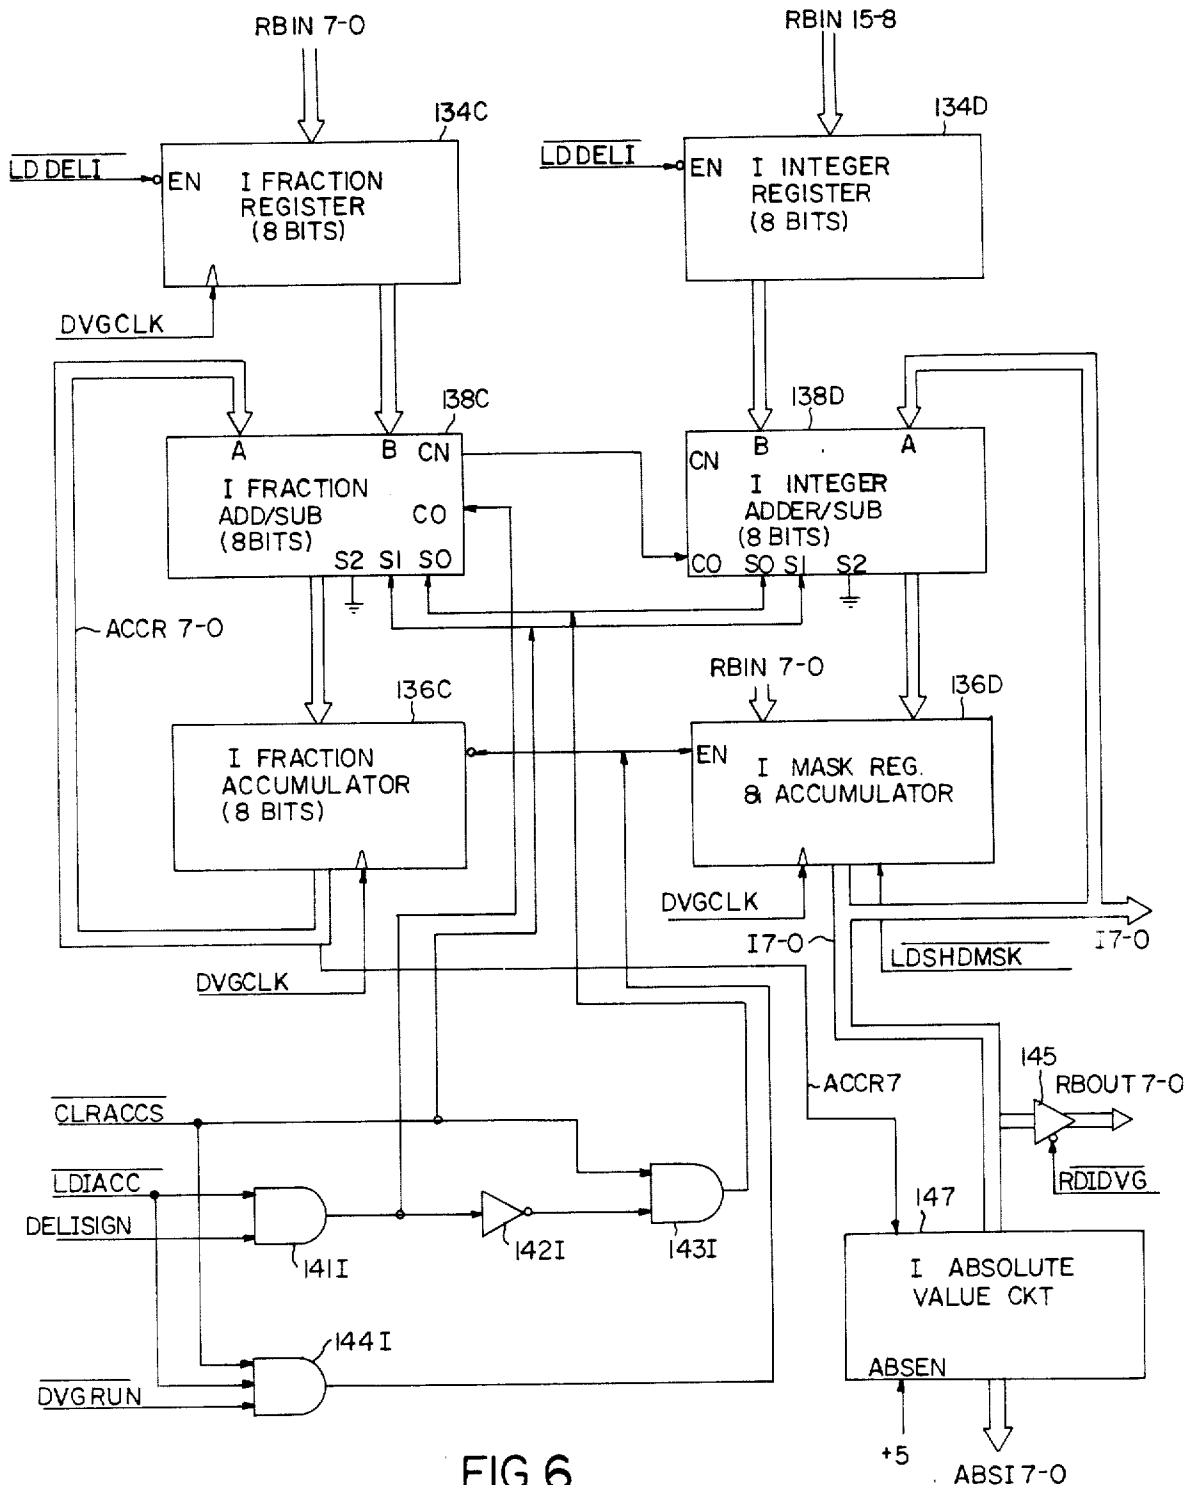 RBIN 7-0
RBIN 15-8
134C
134D
LDDELI
EN
I FRACTION
REGISTER
(8 BITS)
LDDELI
EN
I INTEGER
REGISTER
(8 BITS)
DVGCLK
138C
138D
A
B
CN
I FRACTION
ADD/SUB
(8BITS)
CO
S2
S1
S0
CN
B
A
I INTEGER
ADDER/SUB
(8 BITS)
CO
S0
S1
S2
ACCR 7-0
RBIN 7-0
136C
136D
I FRACTION
ACCUMULATOR
(8 BITS)
EN
I MASK REG.
& ACCUMULATOR
DVGCLK
I7-0
I7-0
LDSHDMSK
DVGCLK
ACCR7
145
RBOUT 7-0
CLRACCS
LDIACC
DELISIGN
141I
142I
143I
RDIDVG
147
I ABSOLUTE
VALUE CKT
144I
DVGRUN
ABSEN
+5
ABSI 7-0
FIG 6